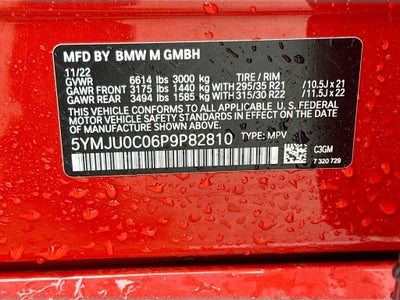 MFD BY BMW M GMBH
11/22
GVWR 6614 lbs 3000 kg TIRE / RIM
GAWR FRONT 3175 lbs 1440 kg WITH 295/35 R21 /10.5J x 21
GAWR REAR 3494 lbs 1585 kg WITH 315/30 R22 /11.5J x 22
THIS VEHICLE CONFORMS TO ALL APPLICABLE U. S. FEDERAL
MOTOR VEHICLE SAFETY STANDARDS IN EFFECT ON THE
DATE OF MANUFACTURE SHOWN ABOVE.
5YMJU0C06P9P82810 TYPE: MPV
C3GM
7 320 729